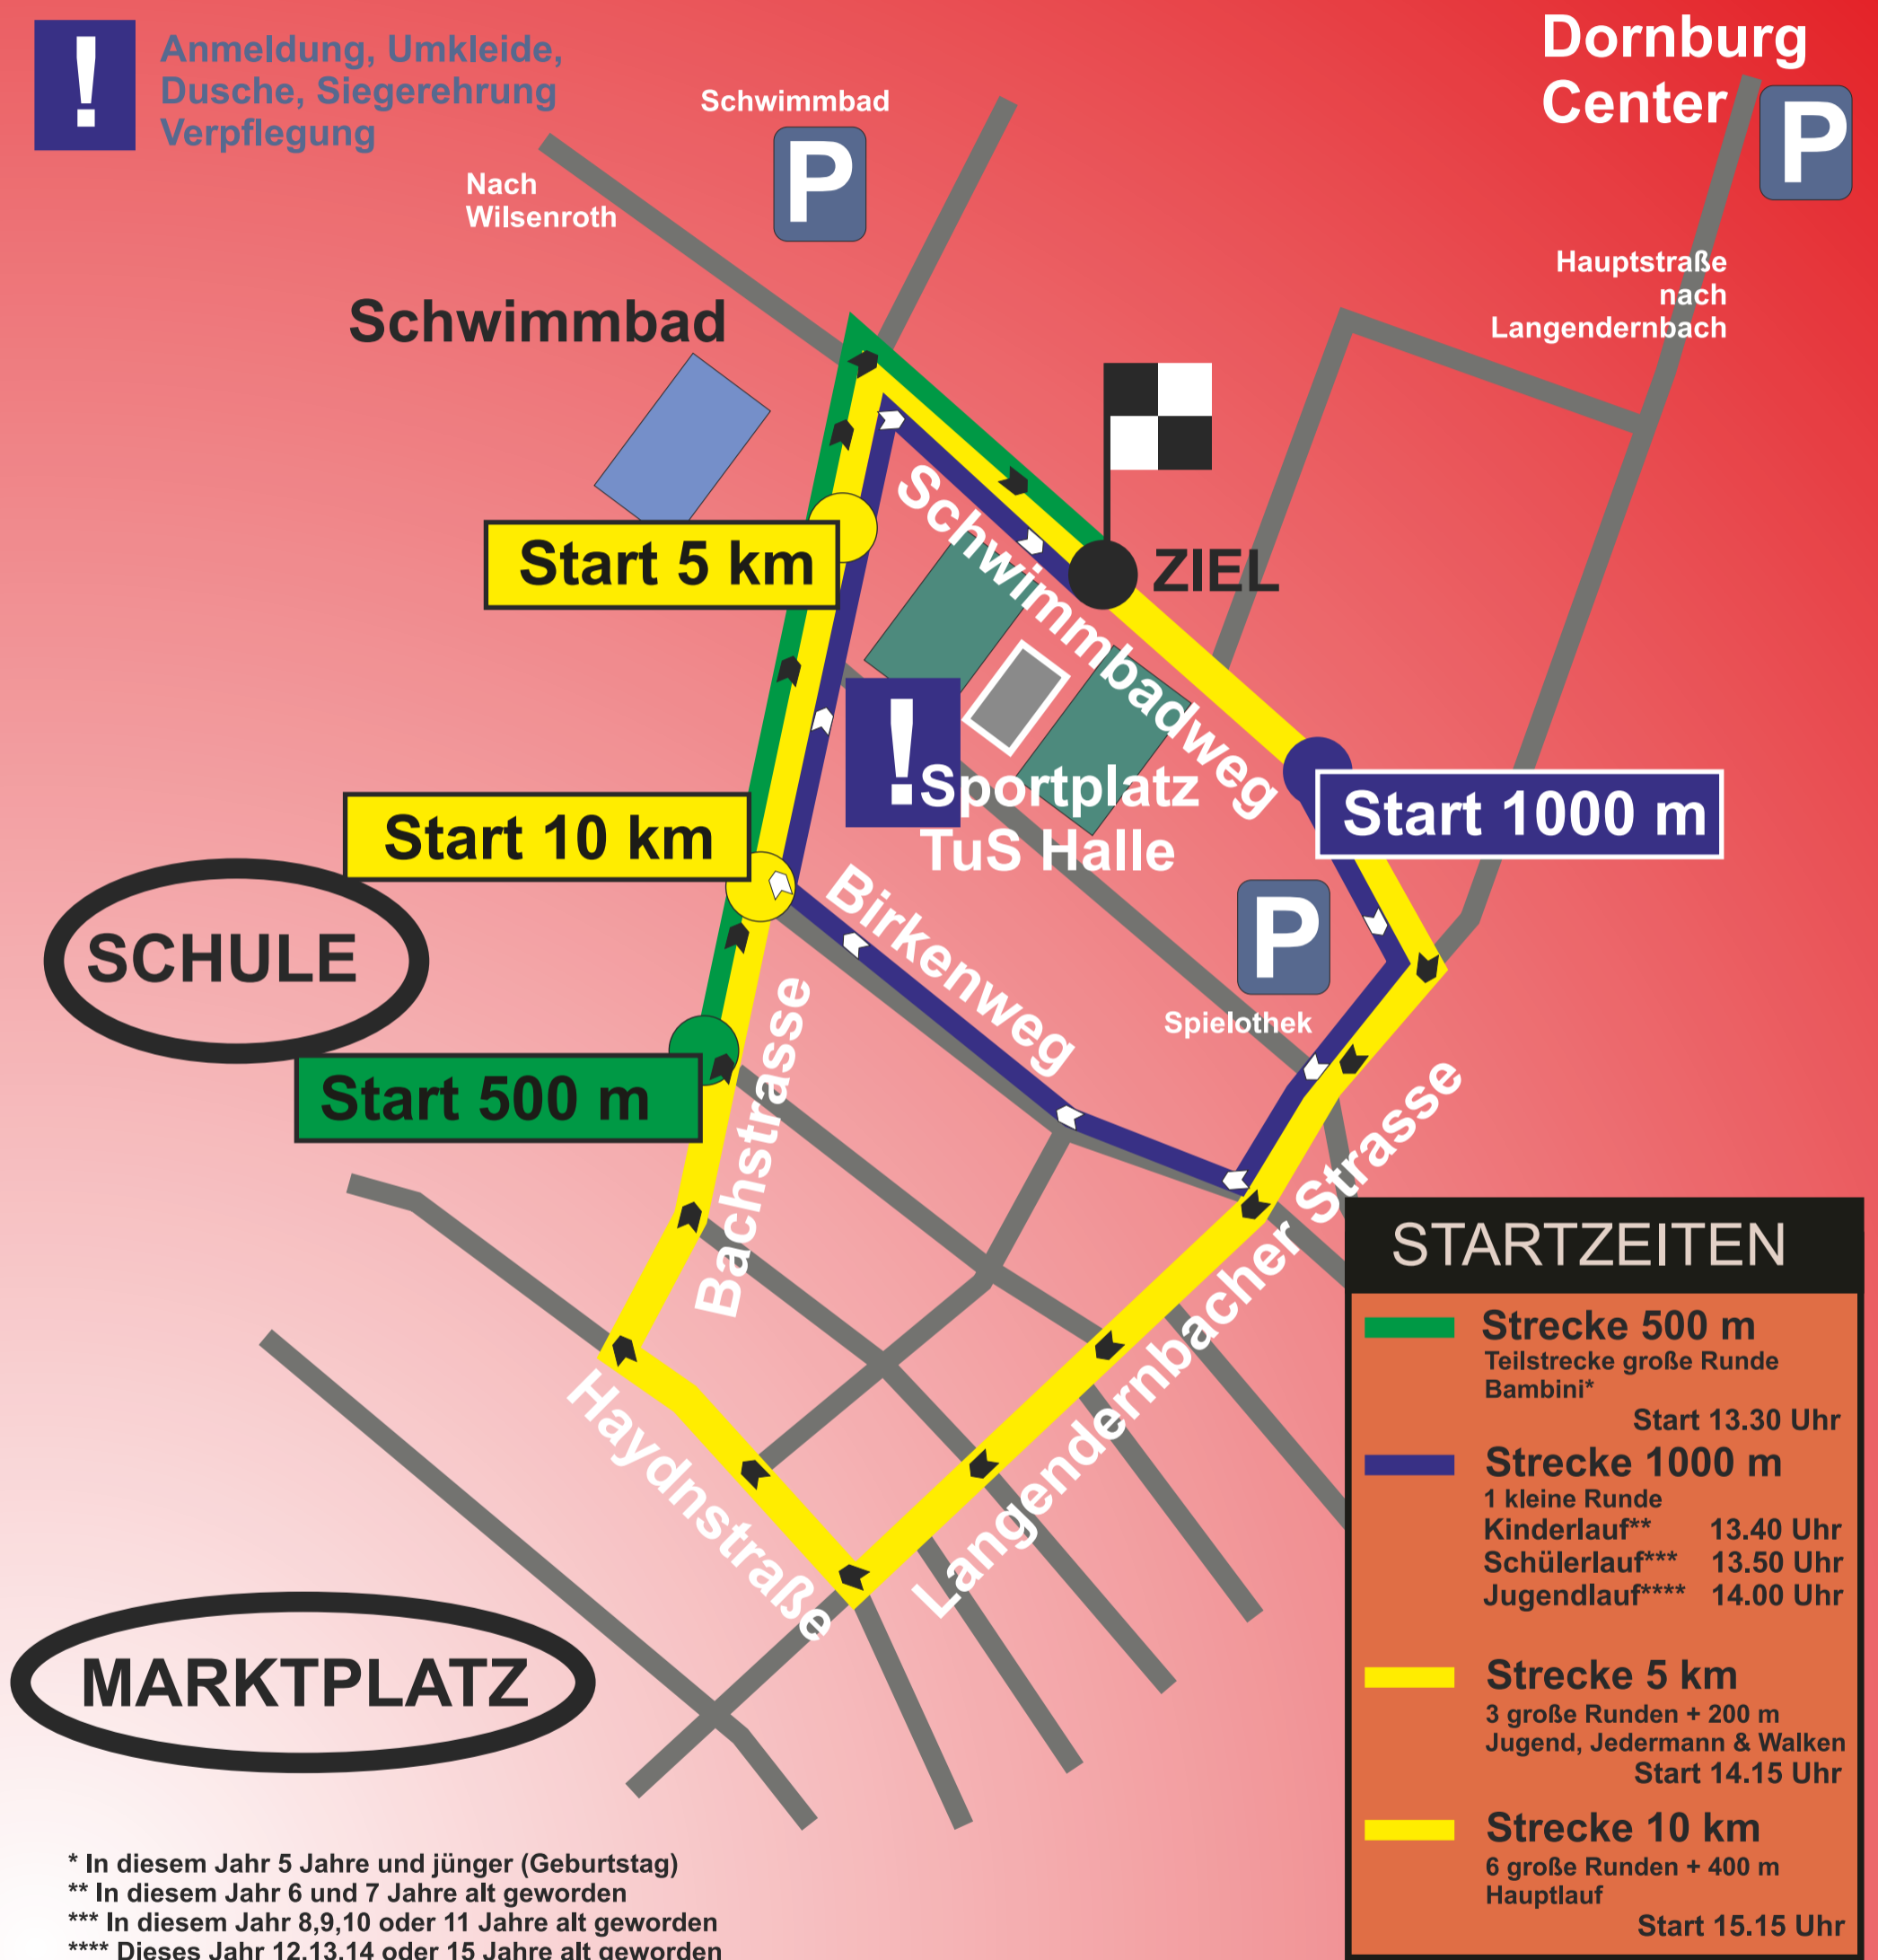 !
Anmeldung, Umkleide,
Dusche, Siegerehrung
Verpflegung
Dornburg
Center
P
Schwimmbad
P
Nach
Wilsenroth
Hauptstraße
nach
Langendernbach
Schwimmbad
Start 5 km
ZIEL
Schwimmbadweg
!
Sportplatz
TuS Halle
Start 10 km
Start 1000 m
Birkenweg
P
Spielothek
SCHULE
Start 500 m
Bachstrasse
Langendernbacher Strasse
Haydnstraße
MARKTPLATZ
STARTZEITEN
Strecke 500 m
Teilstrecke große Runde
Bambini*
Start 13.30 Uhr
Strecke 1000 m
1 kleine Runde
Kinderlauf** 13.40 Uhr
Schülerlauf*** 13.50 Uhr
Jugendlauf**** 14.00 Uhr
Strecke 5 km
3 große Runden + 200 m
Jugend, Jedermann & Walken
Start 14.15 Uhr
Strecke 10 km
6 große Runden + 400 m
Hauptlauf
Start 15.15 Uhr
* In diesem Jahr 5 Jahre und jünger (Geburtstag)
** In diesem Jahr 6 und 7 Jahre alt geworden
*** In diesem Jahr 8,9,10 oder 11 Jahre alt geworden
**** Dieses Jahr 12,13,14 oder 15 Jahre alt geworden